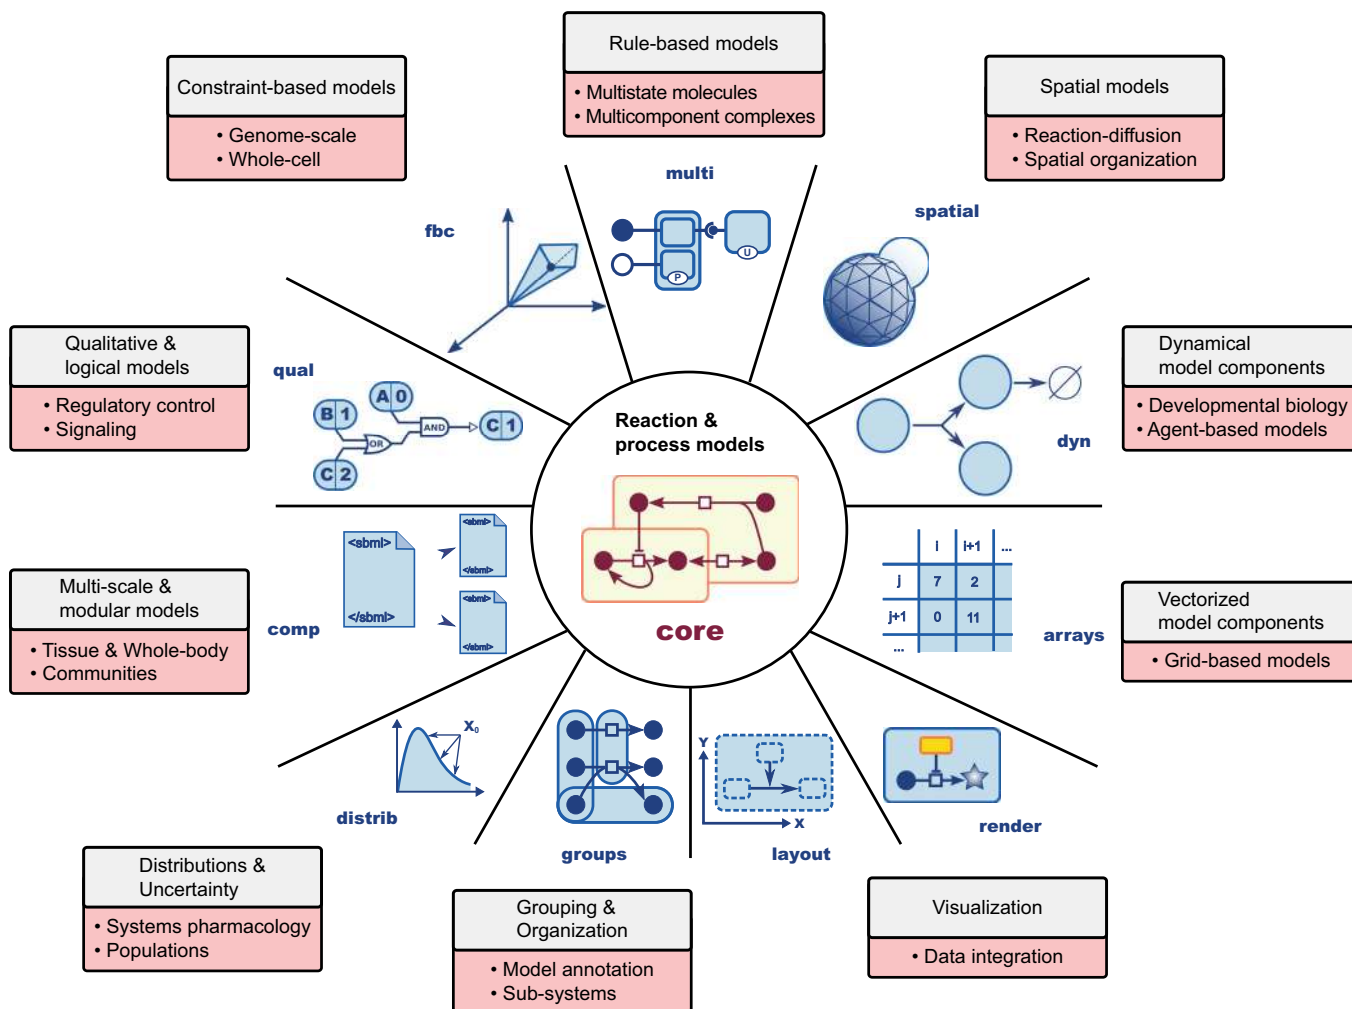 Rule-based models
• Multistate molecules
• Multicomponent complexes
multi
P
U
Constraint-based models
• Genome-scale
• Whole-cell
fbc
Spatial models
• Reaction-diffusion
• Spatial organization
spatial
Qualitative &
logical models
• Regulatory control
• Signaling
qual
A 0
B 1
C 2
OR
AND
C 1
Dynamical
model components
• Developmental biology
• Agent-based models
dyn
Reaction &
process models
core
Multi-scale &
modular models
• Tissue & Whole-body
• Communities
comp
<sbml>
</sbml>
<sbml>
</sbml>
<sbml>
</sbml>
i i+1 ...
j 7 2
j+1 0 11
...
arrays
Vectorized
model components
• Grid-based models
X₀
distrib
Distributions &
Uncertainty
• Systems pharmacology
• Populations
groups
Grouping &
Organization
• Model annotation
• Sub-systems
Y
X
layout
render
Visualization
• Data integration